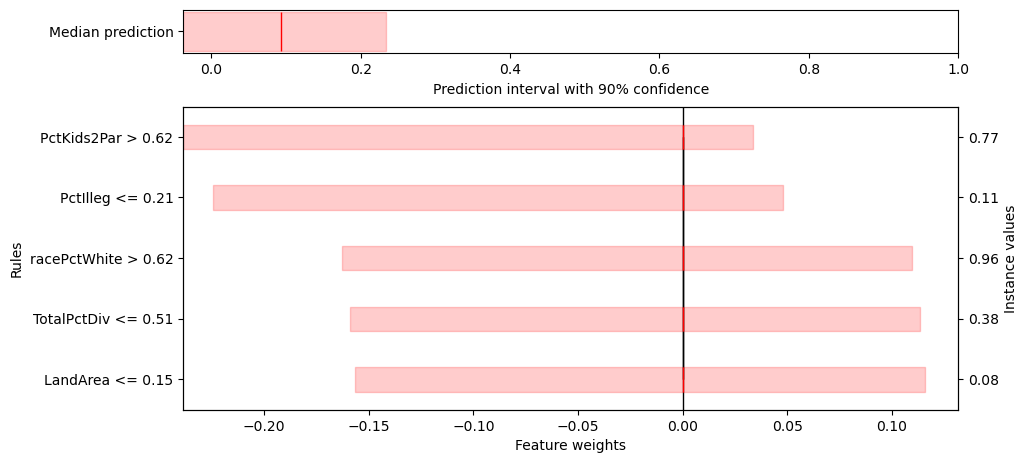 Median prediction
0.0 0.2 0.4 0.6 0.8 1.0
Prediction interval with 90% confidence
Rules
PctKids2Par > 0.62 0.77
PctIlleg <= 0.21 0.11
racePctWhite > 0.62 0.96
TotalPctDiv <= 0.51 0.38
LandArea <= 0.15 0.08
Instance values
−0.20 −0.15 −0.10 −0.05 0.00 0.05 0.10
Feature weights